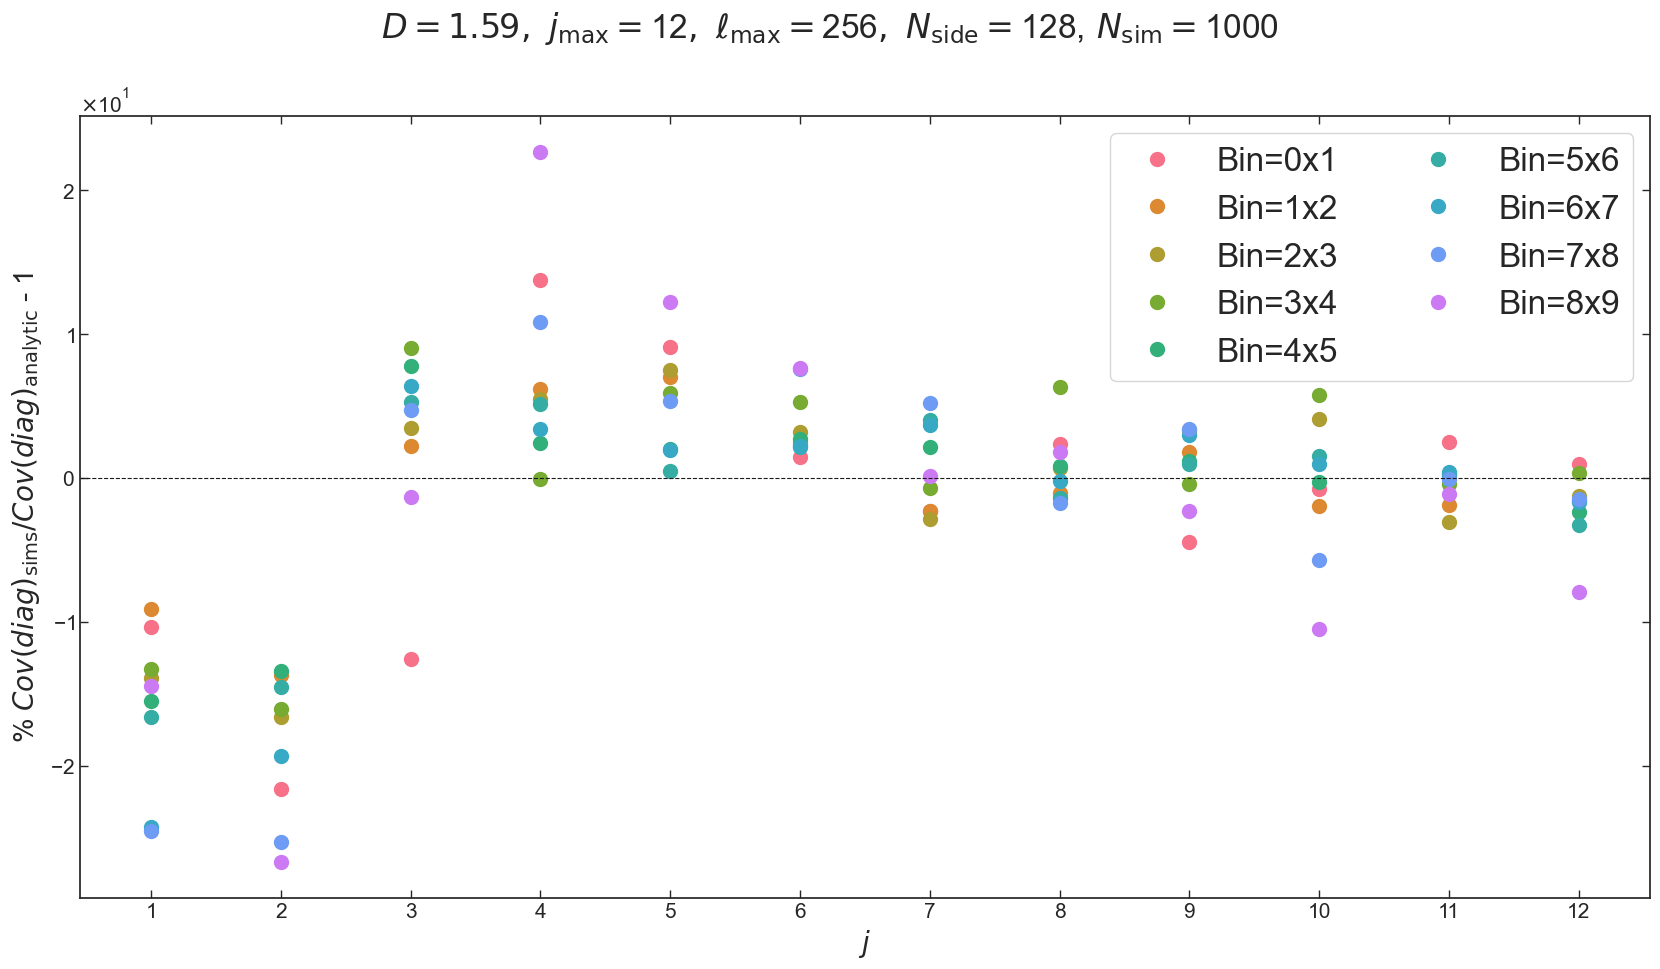 D = 1.59, j_max = 12, ℓ_max = 256, N_side = 128, N_sim = 1000
×10¹
2
1
0
−1
−2
% Cov(diag)_sims/Cov(diag)_analytic - 1
Bin=0x1
Bin=1x2
Bin=2x3
Bin=3x4
Bin=4x5
Bin=5x6
Bin=6x7
Bin=7x8
Bin=8x9
1 2 3 4 5 6 7 8 9 10 11 12
j